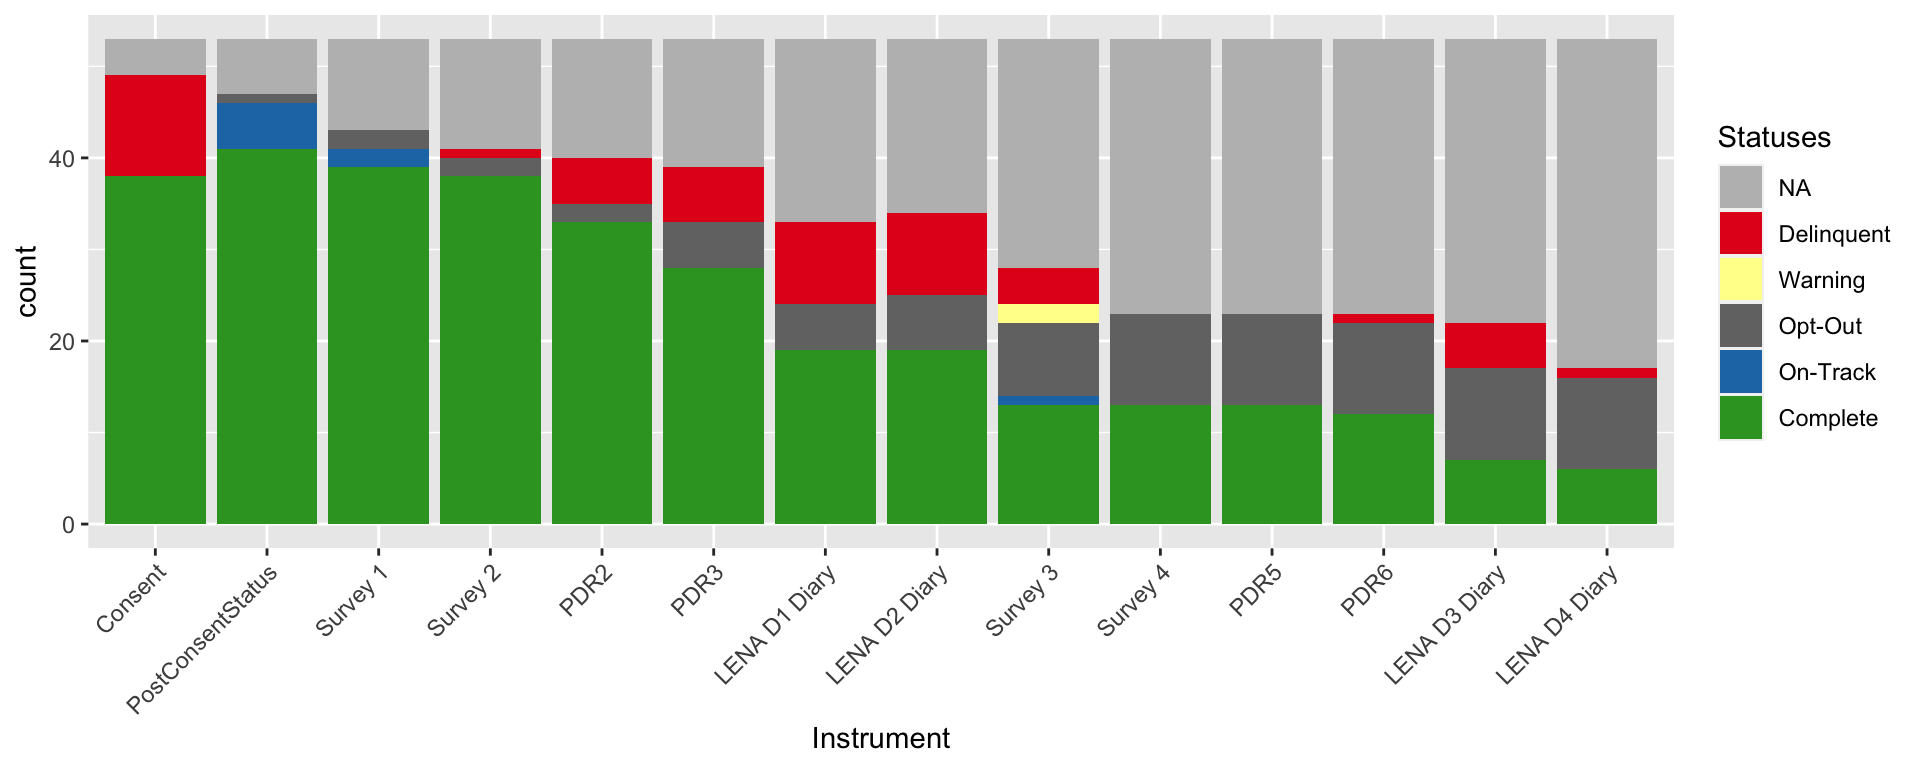 count
40
20
0
Consent
PostConsentStatus
Survey 1
Survey 2
PDR2
PDR3
LENA D1 Diary
LENA D2 Diary
Survey 3
Survey 4
PDR5
PDR6
LENA D3 Diary
LENA D4 Diary
Instrument
Statuses
NA
Delinquent
Warning
Opt-Out
On-Track
Complete